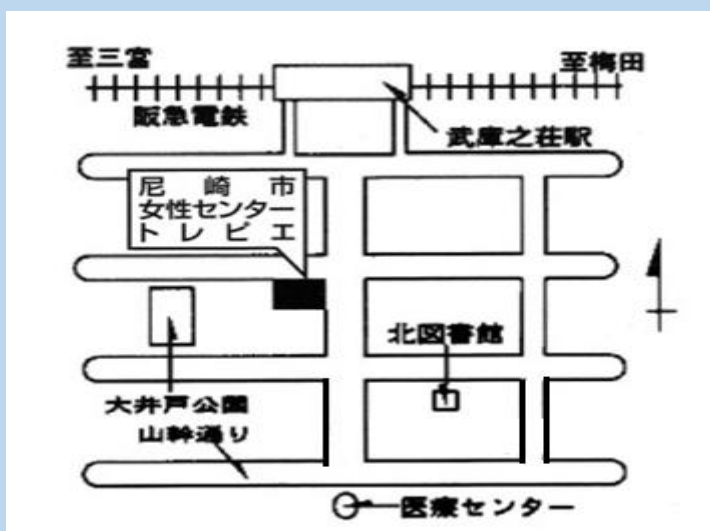 至三宮
至梅田
阪急電鉄
武庫之荘駅
尼崎市
女性センター
トレピエ
北図書館
大井戸公園
山幹通り
医療センター